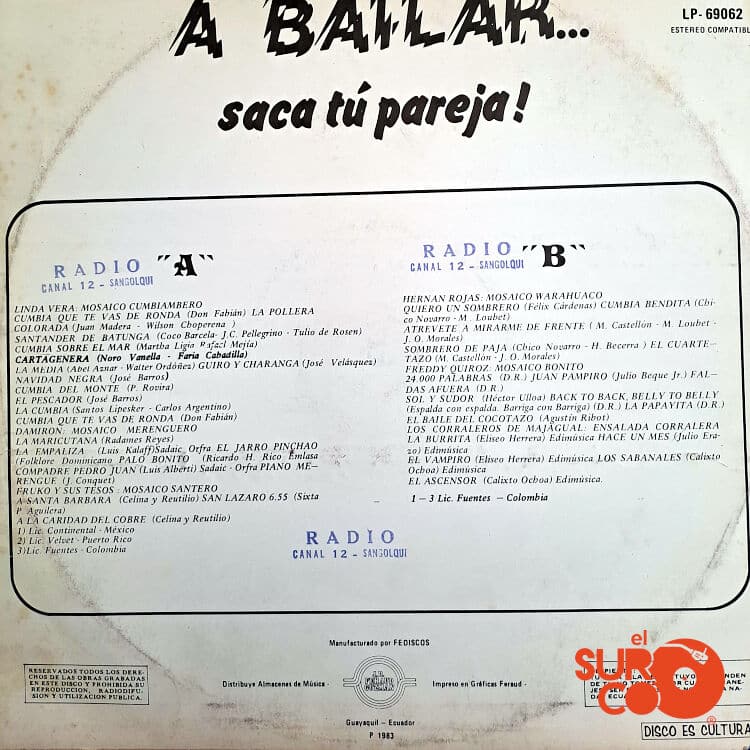 A BAILAR...
LP- 69062
ESTEREO COMPATIBL
saca tú pareja!
RADIO "A"
CANAL 12 - SANGOLQUI
LINDA VERA: MOSAICO CUMBIAMBERO
CUMBIA QUE TE VAS DE RONDA (Don Fabián) LA POLLERA
COLORADA (Juan Madera - Wilson Choperena )
SANTANDER DE BATUNGA (Coco Barcela- J.C. Pellegrino - Tulio de Rosen)
CUMBIA SOBRE EL MAR (Martha Ligia Rafael Mejía)
CARTÁGENERA (Noro Vanella - Faria Cabadilla)
LA MEDIA (Abel Aznar - Walter Ordóñez) GUIRO Y CHARANGA (José Velásquez)
NAVIDAD NEGRA (José Barros)
CUMBIA DEL MONTE (P. Rovira)
EL PESCADOR (José Barros)
LA CUMBIA (Santos Lipesker - Carlos Argentino)
CUMBIA QUE TE VAS DE RONDA (Don Fabián)
DAMIRON: MOSAICO MERENGUERO
LA MARICUTANA (Radames Reyes)
LA EMPALIZA (Luis Kalaff)Sadaic, Orfra EL JARRO PINCHAO
(Folklore Dominicano PALO BONITO (Ricardo H. Rico Emlasa
COMPADRE PEDRO JUAN (Luis Alberti) Sadaic - Orfra PIANO ME-
RENGUE (J. Conquet)
FRUKO Y SUS TESOS : MOSAICO SANTERO
A SANTA BARBARA (Celina y Reutilio) SAN LAZARO 6.55 (Sixta
P. Aguilera)
A LA CARIDAD DEL COBRE (Celina y Reutilio)
1) Lic. Continental - México
2) Lic. Velvet - Puerto Rico
3)Lic. Fuentes - Colombia
RADIO "B"
CANAL 12 - SANGOLQUI
HERNAN ROJAS: MOSAICO WARAHUACO
QUIERO UN SOMBRERO (Félix Cárdenas) CUMBIA BENDITA (Chi-
co Novarro - M. Loubet)
ATREVETE A MIRARME DE FRENTE ( M. Castellón - M. Loubet -
J. O. Morales)
SOMBRERO DE PAJA (Chico Novarro - H. Becerra ) EL CUARTE-
TAZO (M. Castellón - J.O. Morales)
FREDDY QUIROZ: MOSAICO BONITO
24 000 PALABRAS (D.R.) JUAN PAMPIRO (Julio Beque Jr.) FAL-
DAS AFUERA (D.R.)
SOL Y SUDOR (Héctor Ulloa) BACK TO BACK, BELLY TO BELLY
(Espalda con espalda. Barriga con Barriga) (D.R.) LA PAPAYITA (D.R.)
EL BAILE DEL COCOTAZO (Agustín Ribot)
LOS CORRALEROS DE MAJAGUAL: ENSALADA CORRALERA
LA BURRITA (Eliseo Herrera) Edimúsica HACE UN MES (Julio Era-
zo) Edimúsica
EL VAMPIRO (Eliseo Herrera) Edimúsica LOS SABANALES (Calixto
Ochoa) Edimúsica
EL ASCENSOR (Calixto Ochoa) Edimúsica.
1 - 3 Lic. Fuentes - Colombia
RADIO
CANAL 12 - SANGOLQUI
Manufacturado por FEDISCOS
RESERVADOS TODOS LOS DERE-
CHOS DE LAS OBRAS GRABADAS
EN ESTE DISCO Y PROHIBIDA SU
REPRODUCCION, RADIODIFU-
SION Y UTILIZACION PUBLICA.
Distribuye Almacenes de Música -
Impreso en Gráficas Feraud -
Guayaquil - Ecuador
P 1983
el
SURCO
DISCO ES CULTURA